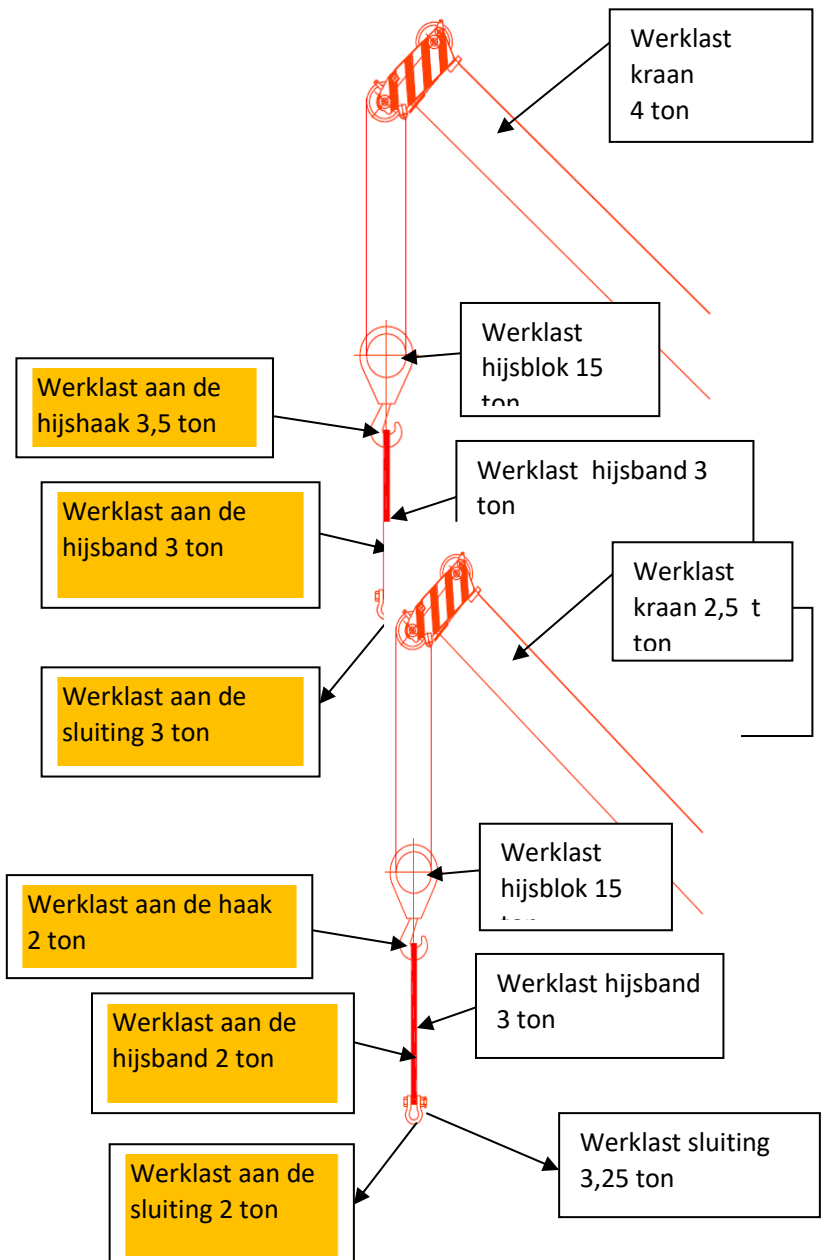 Werklast
kraan
4 ton
Werklast
hijsblok 15
ton
Werklast aan de
hijshaak 3,5 ton
Werklast hijsband 3
ton
Werklast aan de
hijsband 3 ton
Werklast
kraan 2,5 t
ton
Werklast aan de
sluiting 3 ton
Werklast
hijsblok 15
Werklast aan de haak
2 ton
Werklast hijsband
3 ton
Werklast aan de
hijsband 2 ton
Werklast sluiting
3,25 ton
Werklast aan de
sluiting 2 ton